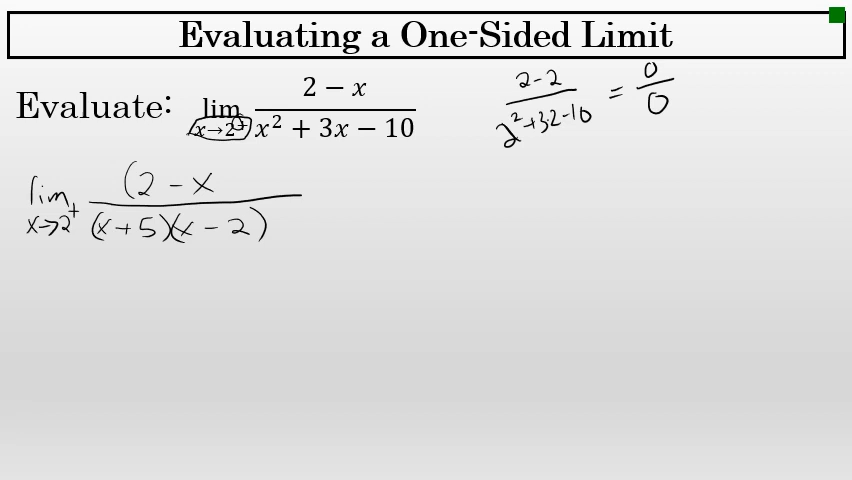 Evaluating a One-Sided Limit
Evaluate: lim x→2⁺ (2 − x)/(x² + 3x − 10)
(2-2)/(2²+3·2-10) = 0/0
lim x→2⁺ (2 - x/(x+5)(x-2)